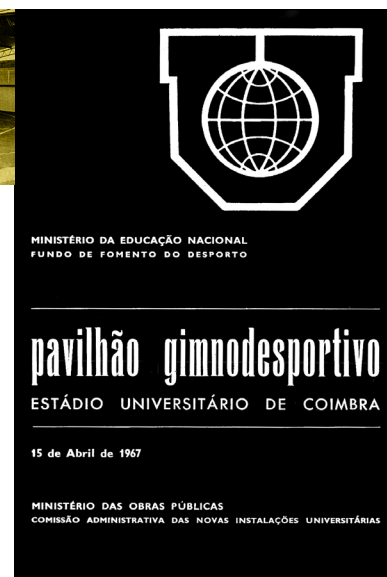 MINISTÉRIO DA EDUCAÇÃO NACIONAL
FUNDO DE FOMENTO DO DESPORTO
pavilhão gimnodesportivo
ESTÁDIO UNIVERSITÁRIO DE COIMBRA
15 de Abril de 1967
MINISTÉRIO DAS OBRAS PÚBLICAS
COMISSÃO ADMINISTRATIVA DAS NOVAS INSTALAÇÕES UNIVERSITÁRIAS